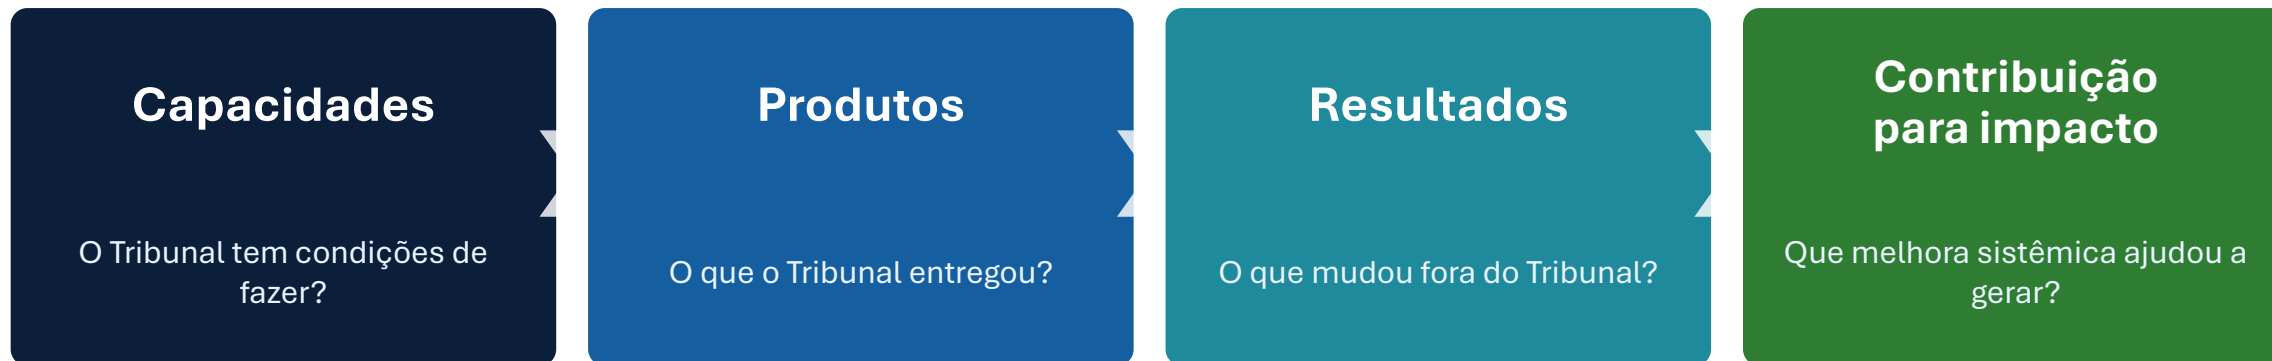 Capacidades
O Tribunal tem condições de
fazer?
Produtos
O que o Tribunal entregou?
Resultados
O que mudou fora do Tribunal?
Contribuição
para impacto
Que melhora sistêmica ajudou a
gerar?